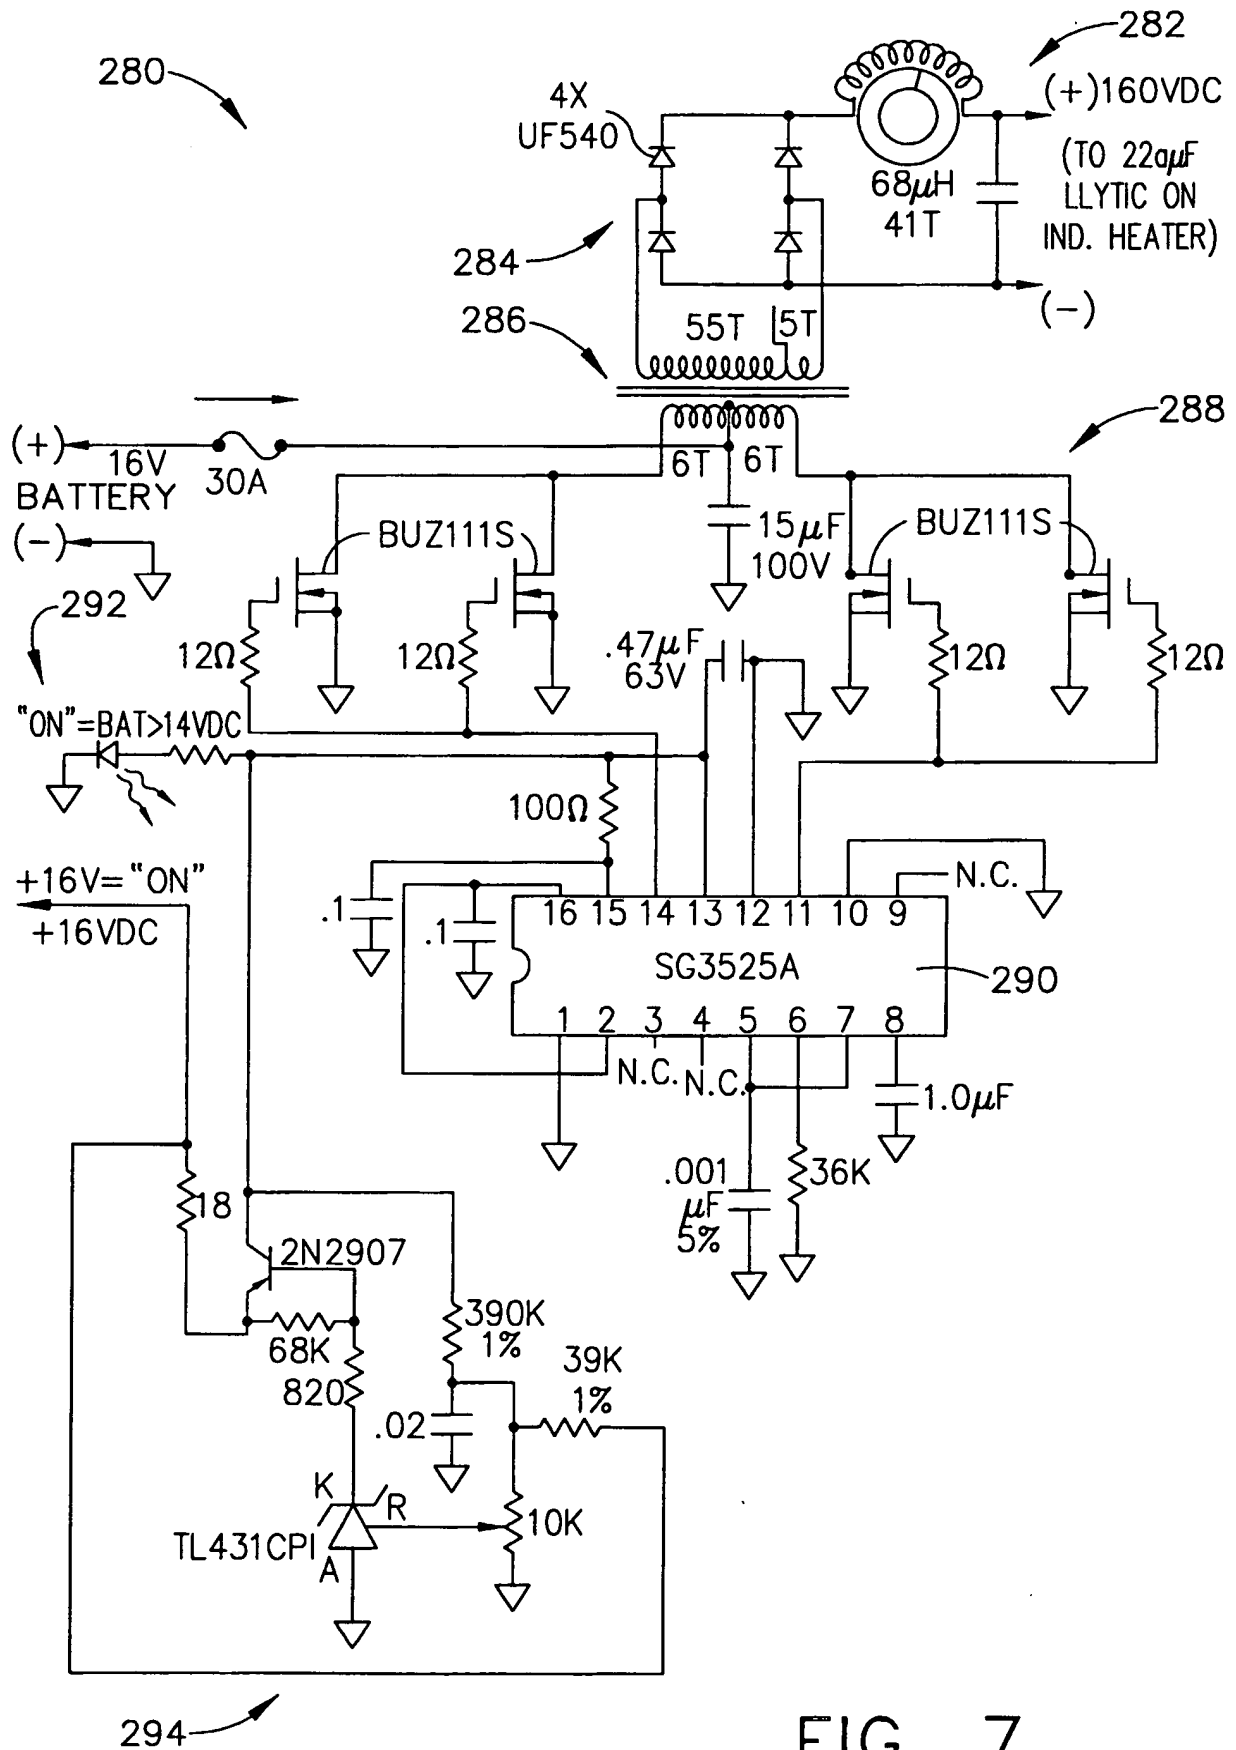 282
280
4X
UF540
(+)160VDC
(TO 22aµF
LLYTIC ON
IND. HEATER)
68µH
41T
284
(-)
286
55T
5T
288
(+)
16V
BATTERY
30A
6T
6T
(-)
BUZ111S
15µF
100V
BUZ111S
292
12Ω
12Ω
.47µF
63V
12Ω
12Ω
"ON"=BAT>14VDC
100Ω
+16V="ON"
+16VDC
.1
.1
N.C.
16 15 14 13 12 11 10 9
SG3525A
290
1 2 3 4 5 6 7 8
N.C.
N.C.
1.0µF
.001
µF
5%
36K
18
2N2907
68K
820
390K
1%
39K
1%
.02
K
R
10K
TL431CPI
A
294
FIG. 7